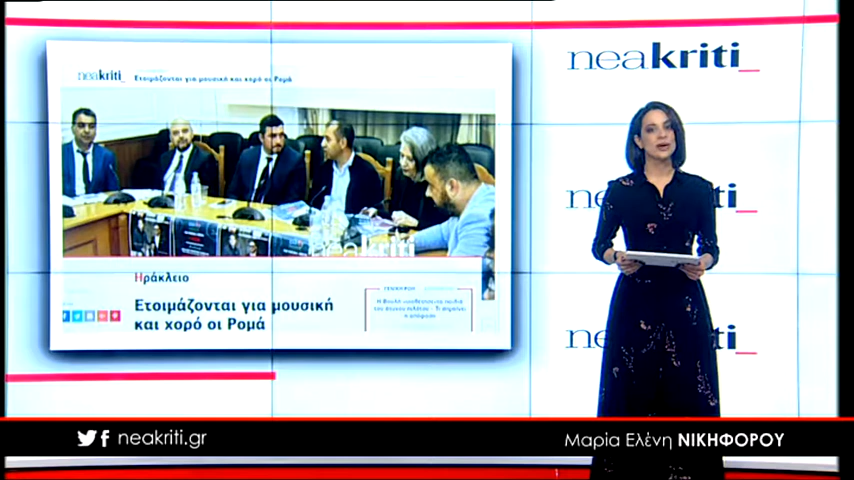 neakriti_
neakriti_
Ετοιμάζονται για μουσική και χορό οι Ρομά
neakriti
neakriti_
Ηράκλειο
Ετοιμάζονται για μουσική
και χορό οι Ρομά
neakriti_
neakriti.gr
Μαρία Ελένη ΝΙΚΗΦΟΡΟΥ